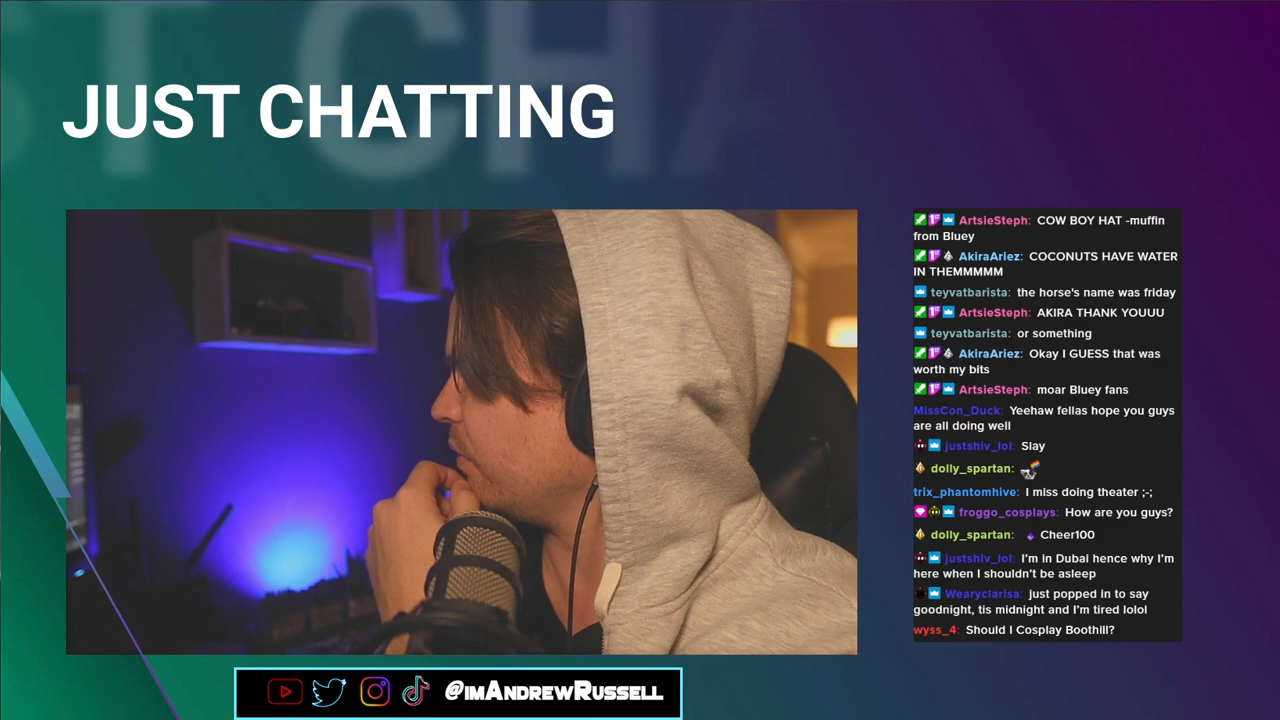 ST CHA
JUST CHATTING
ArtsieSteph: COW BOY HAT -muffin
from Bluey
AkiraAriez: COCONUTS HAVE WATER
IN THEMMMMM
teyvatbarista: the horse's name was friday
ArtsieSteph: AKIRA THANK YOUUU
teyvatbarista: or something
AkiraAriez: Okay I GUESS that was
worth my bits
ArtsieSteph: moar Bluey fans
MissCon_Duck: Yeehaw fellas hope you guys
are all doing well
justshiv_lol: Slay
dolly_spartan:
trix_phantomhive: I miss doing theater ;-;
froggo_cosplays: How are you guys?
dolly_spartan: Cheer100
justshiv_lol: I'm in Dubai hence why I'm
here when I shouldn't be asleep
Wearyclarisa: just popped in to say
goodnight, tis midnight and I'm tired lolol
wyss_4: Should I Cosplay Boothill?
@imAndrewRussell